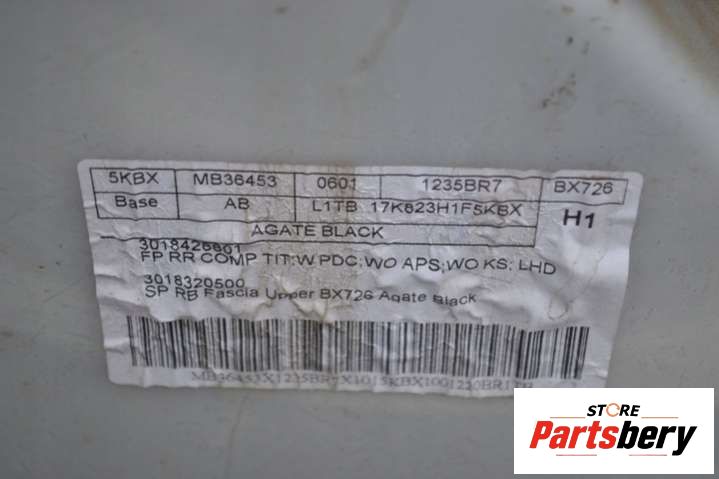 5KBX MB36453 0601 1235BR7 BX726
Base AB L1TB 17K823H1F5KBX H1
AGATE BLACK
3018426601
FP RR COMP TIT;W PDC;WO APS;WO KS; LHD
3018320500
SP RB Fascia Upper BX726 Agate Black
STORE
Partsbery